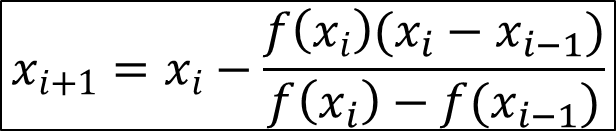 x_{i+1} = x_i - \frac{f(x_i)(x_i - x_{i-1})}{f(x_i) - f(x_{i-1})}